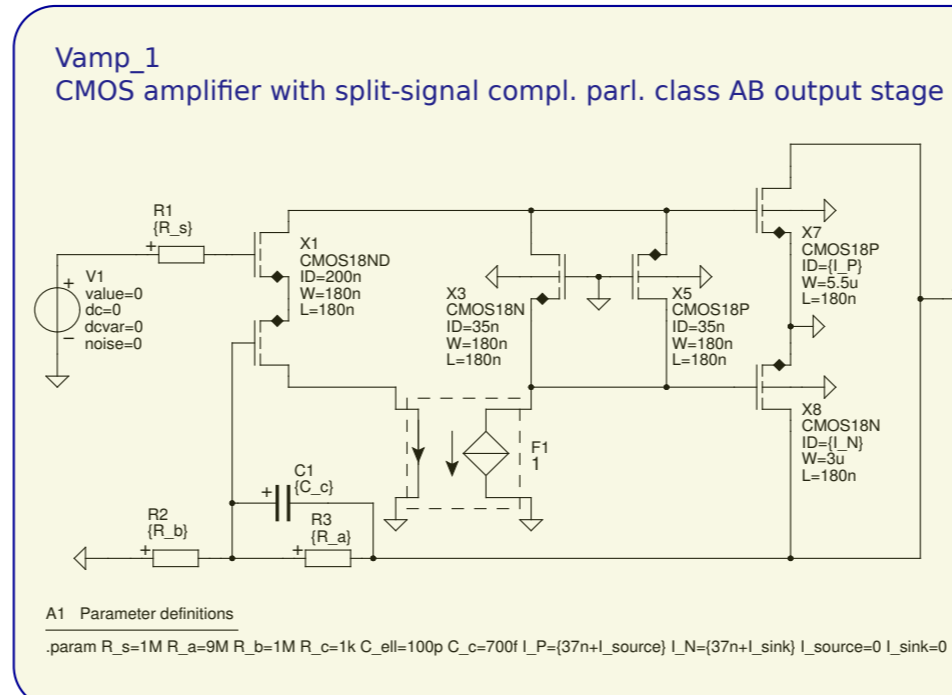 Vamp_1
CMOS amplifier with split-signal compl. parl. class AB output stage
R1
{R_s}
+
V1
value=0
dc=0
dcvar=0
noise=0
+
−
X1
CMOS18ND
ID=200n
W=180n
L=180n
X3
CMOS18N
ID=35n
W=180n
L=180n
X5
CMOS18P
ID=35n
W=180n
L=180n
X7
CMOS18P
ID={I_P}
W=5.5u
L=180n
X8
CMOS18N
ID={I_N}
W=3u
L=180n
F1
1
C1
{C_c}
+
R2
{R_b}
+
R3
{R_a}
+
A1 Parameter definitions
.param R_s=1M R_a=9M R_b=1M R_c=1k C_ell=100p C_c=700f I_P={37n+I_source} I_N={37n+I_sink} I_source=0 I_sink=0